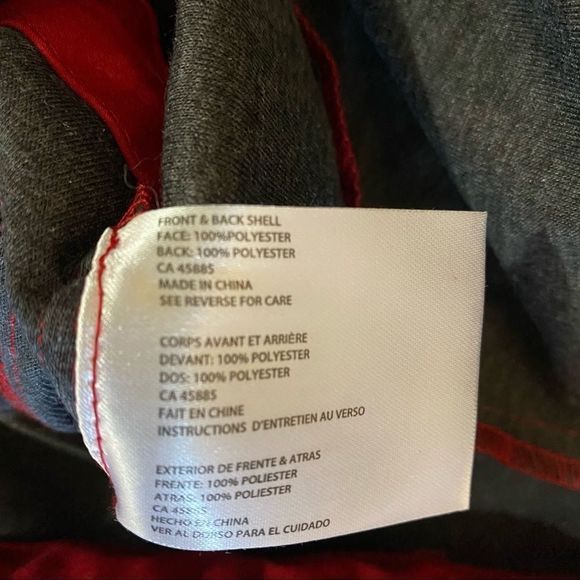 FRONT & BACK SHELL
FACE: 100%POLYESTER
BACK: 100%POLYESTER
CA 45885
MADE IN CHINA
SEE REVERSE FOR CARE
CORPS AVANT ET ARRIÈRE
DEVANT: 100% POLYESTER
DOS: 100% POLYESTER
CA 45885
FAIT EN CHINE
INSTRUCTIONS D'ENTRETIEN AU VERSO
EXTERIOR DE FRENTE & ATRAS
FRENTE: 100% POLIESTER
ATRAS: 100% POLIESTER
CA 45885
HECHO EN CHINA
VER AL DORSO PARA EL CUIDADO